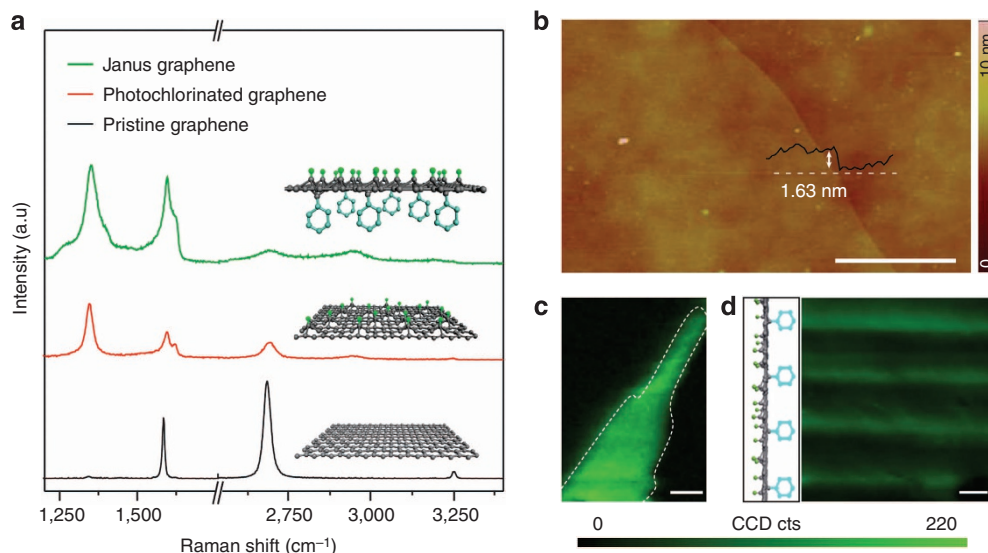 a
Janus graphene
Photochlorinated graphene
Pristine graphene
Intensity (a.u)
1,250
1,500
2,750
3,000
3,250
Raman shift (cm⁻¹)
b
1.63 nm
10 nm
0
c
d
0
CCD cts
220